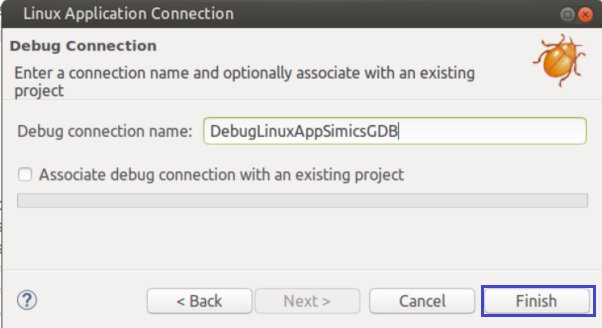 Linux Application Connection
Debug Connection
Enter a connection name and optionally associate with an existing
project
Debug connection name: DebugLinuxAppSimicsGDB
Associate debug connection with an existing project
< Back Next > Cancel Finish